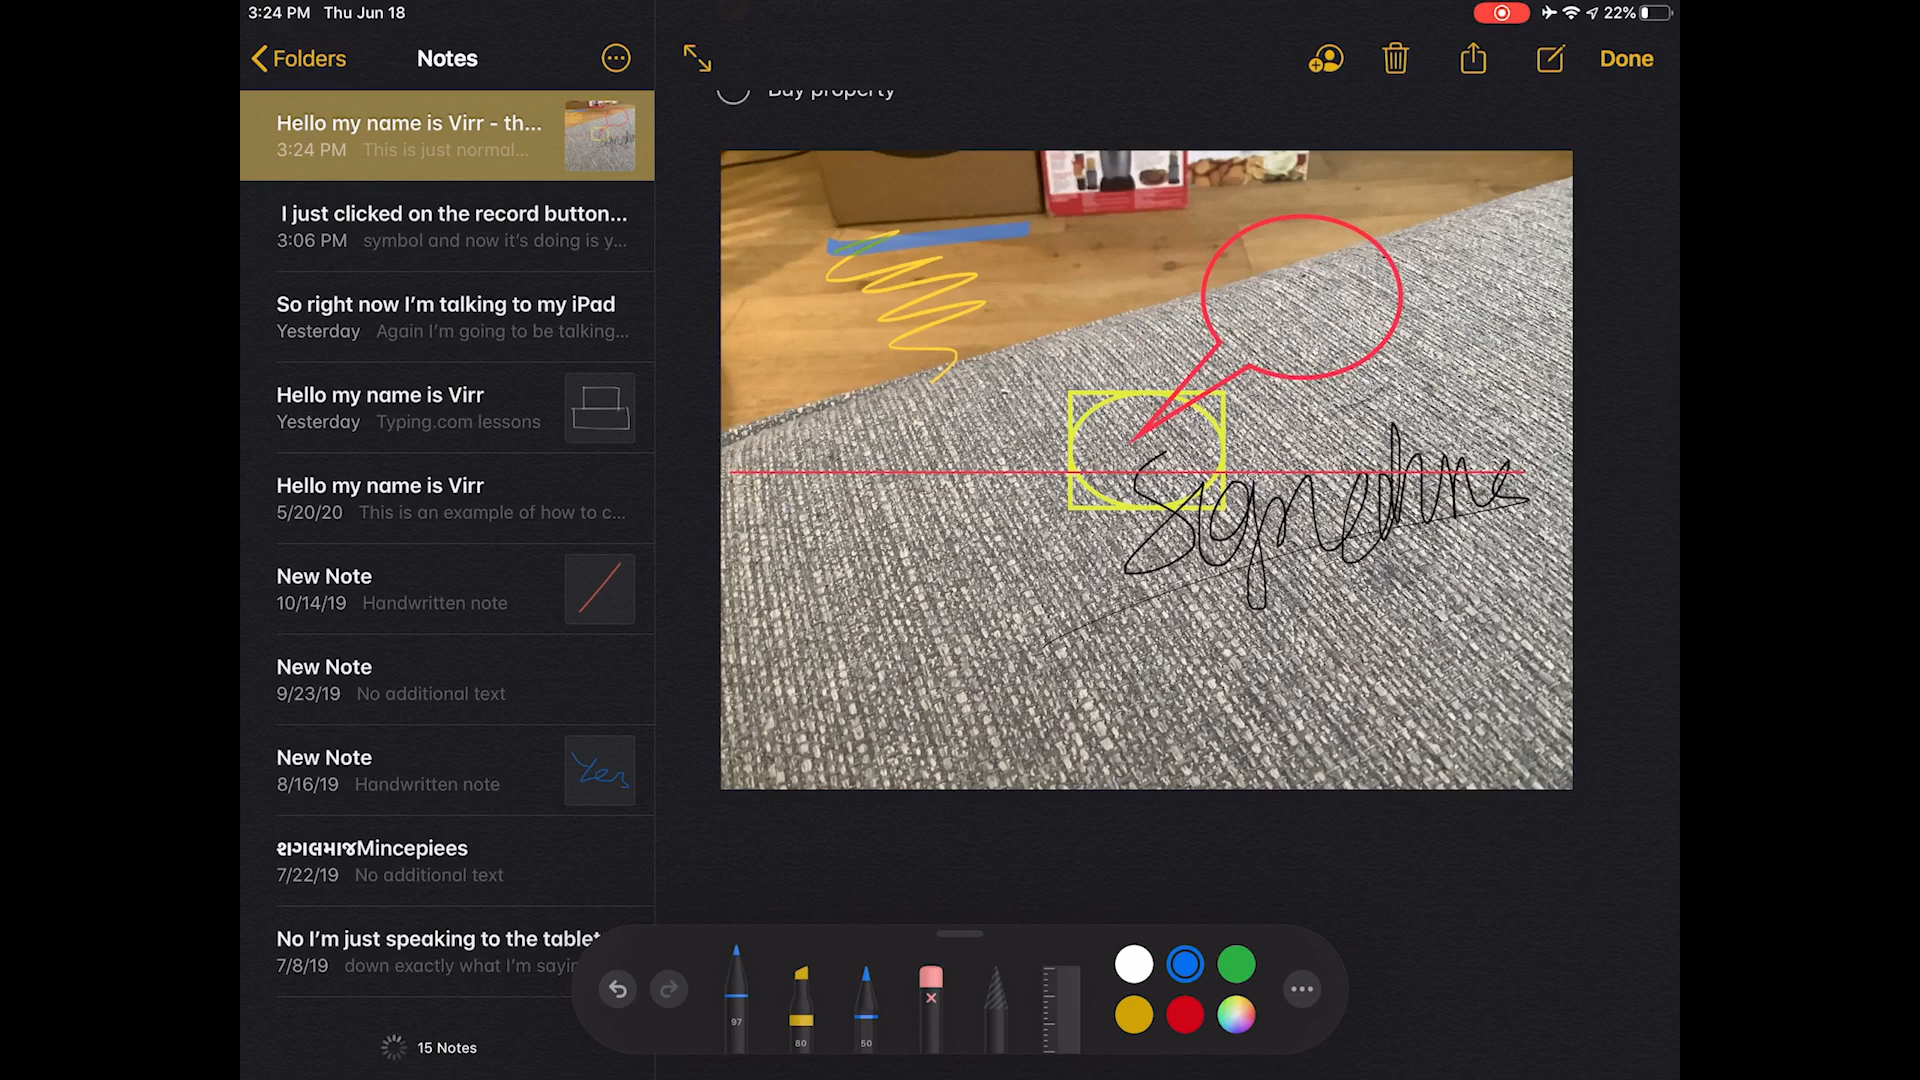 3:24 PM Thu Jun 18
22%
Folders
Notes
Done
Hello my name is Virr - th...
3:24 PM This is just normal...
I just clicked on the record button...
3:06 PM symbol and now it's doing is y...
So right now I'm talking to my iPad
Yesterday Again I'm going to be talking...
Hello my name is Virr
Yesterday Typing.com lessons
Hello my name is Virr
5/20/20 This is an example of how to c...
New Note
10/14/19 Handwritten note
New Note
9/23/19 No additional text
New Note
8/16/19 Handwritten note
Yes
શગલમાજMincepiees
7/22/19 No additional text
No I'm just speaking to the tablet
7/8/19 down exactly what I'm sayin
15 Notes
Buy property
97
80
50